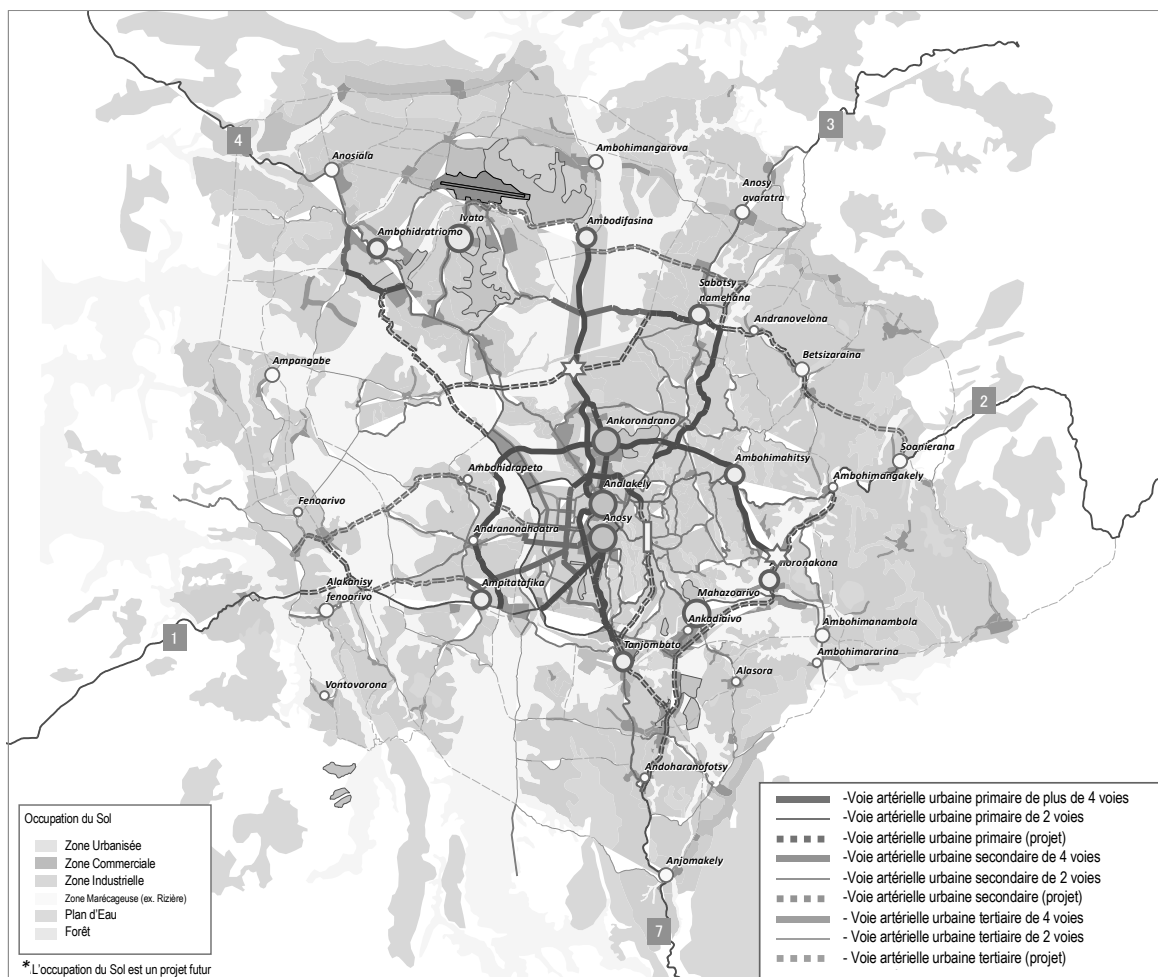 3
4
Anosiala
Ambohimangarova
Anosy
avaratra
Ivato
Ambohidratriomo
Ambodifasina
Sabotsy
namehana
Andranovelona
Ampangabe
Betsizaraina
2
Ankorondrano
Soanierana
Ambohidrapeto
Ambohimahitsy
Ambohimangakely
Analakely
Fenoarivo
Anosy
Andranonahoatra
oronakona
Alakanisy
fenoarivo
Ampitatafika
Mahazoarivo
Ankadiaivo
Ambohimanambola
1
Tanjombato
Ambohimararina
Alasora
Vontovorona
Andoharanofotsy
Anjomakely
7
Occupation du Sol
Zone Urbanisée
Zone Commerciale
Zone Industrielle
Zone Marécageuse (ex. Rizière)
Plan d'Eau
Forêt
*L'occupation du Sol est un projet futur
-Voie artérielle urbaine primaire de plus de 4 voies
-Voie artérielle urbaine primaire de 2 voies
-Voie artérielle urbaine primaire (projet)
-Voie artérielle urbaine secondaire de 4 voies
-Voie artérielle urbaine secondaire de 2 voies
-Voie artérielle urbaine secondaire (projet)
- Voie artérielle urbaine tertiaire de 4 voies
- Voie artérielle urbaine tertiaire de 2 voies
- Voie artérielle urbaine tertiaire (projet)